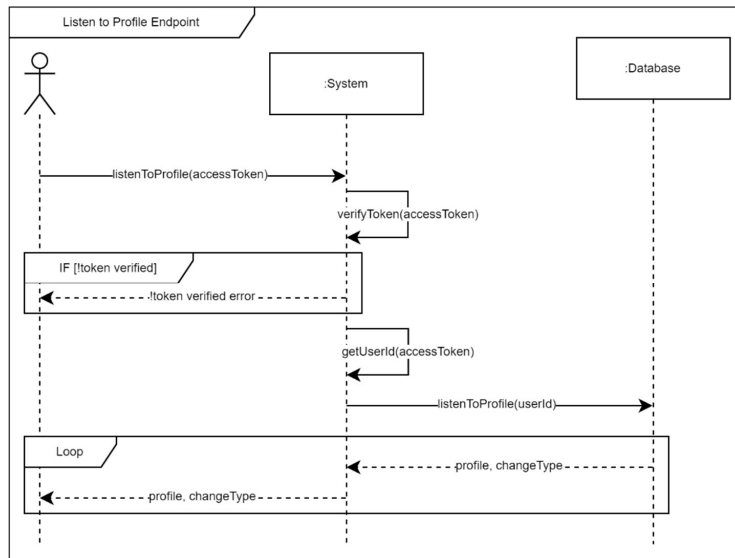 Listen to Profile Endpoint
:System
:Database
listenToProfile(accessToken)
verifyToken(accessToken)
IF [!token verified]
!token verified error
getUserId(accessToken)
listenToProfile(userId)
Loop
profile, changeType
profile, changeType